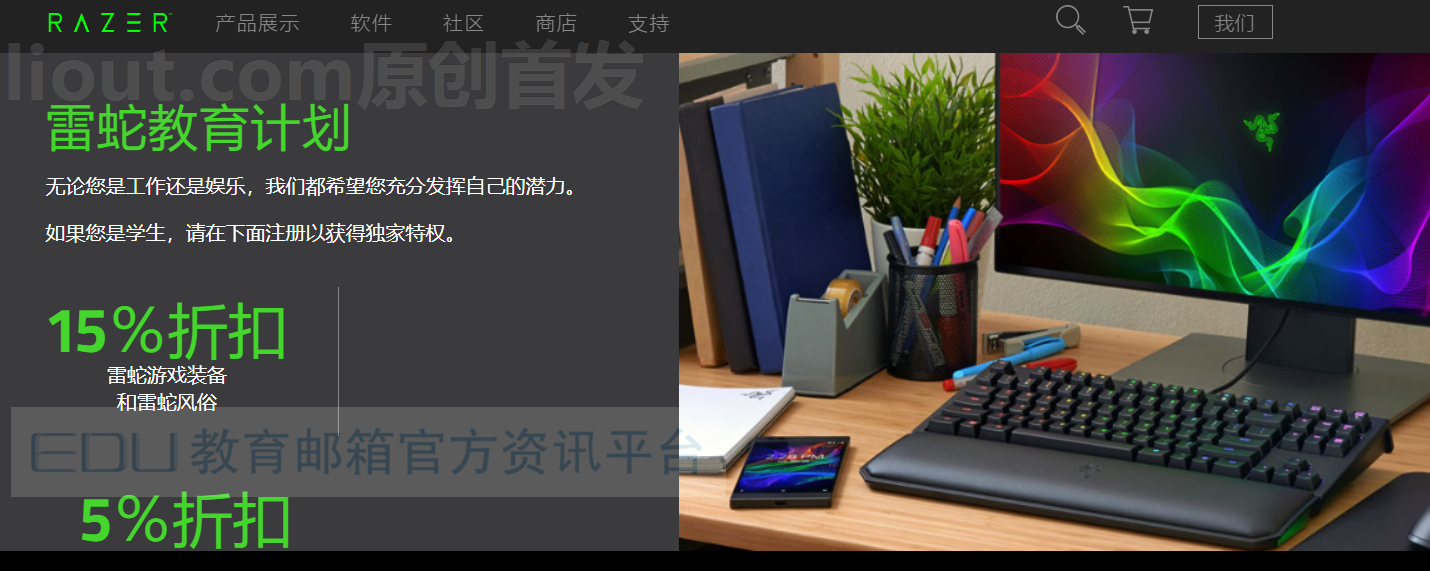 RAZER 产品展示 软件 社区 商店 支持 我们
liout.com原创首发
雷蛇教育计划
无论您是工作还是娱乐，我们都希望您充分发挥自己的潜力。
如果您是学生，请在下面注册以获得独家特权。
15%折扣
雷蛇游戏装备
和雷蛇风俗
EDU教育邮箱官方资讯平台
5%折扣